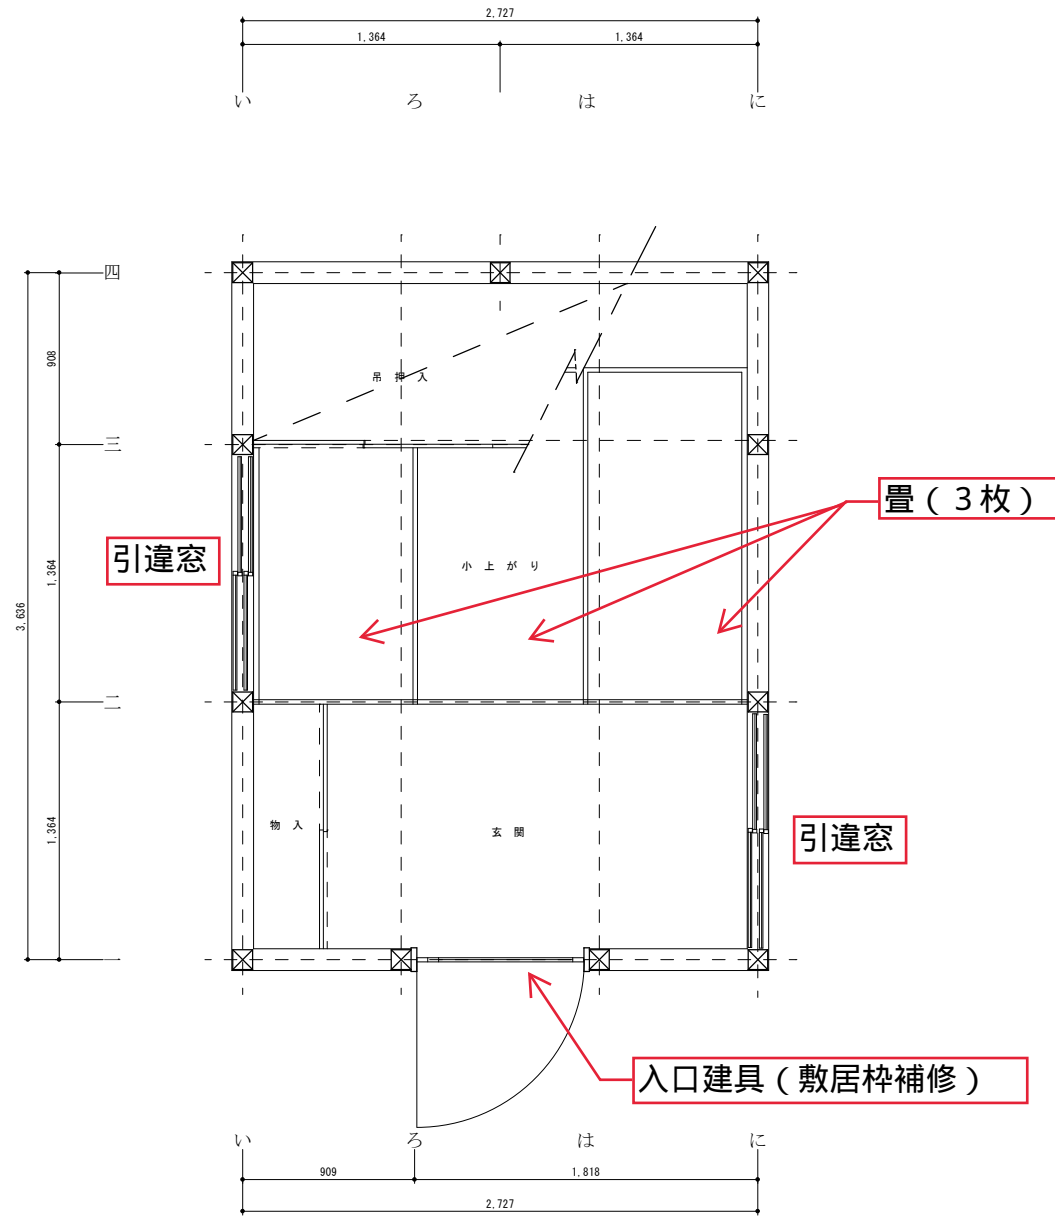 2,727
1,364
1,364
い
ろ
は
に
四
908
吊押入
三
畳(3枚)
引違窓
小上がり
1,364
3,636
二
1,364
物入
玄関
引違窓
一
入口建具(敷居枠補修)
い
ろ
は
に
909
1,818
2,727